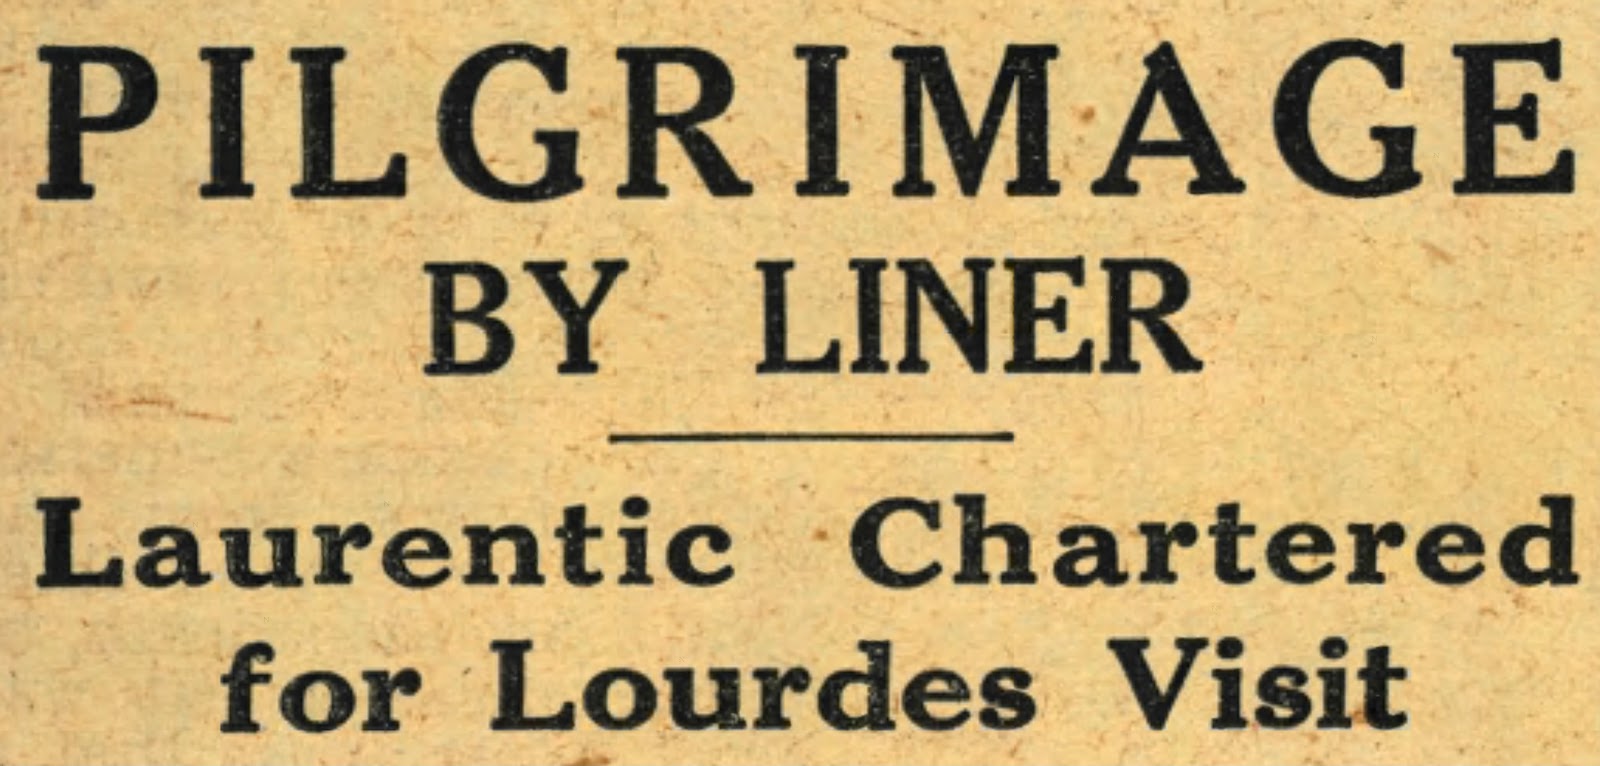 PILGRIMAGE
BY LINER
Laurentic Chartered
for Lourdes Visit